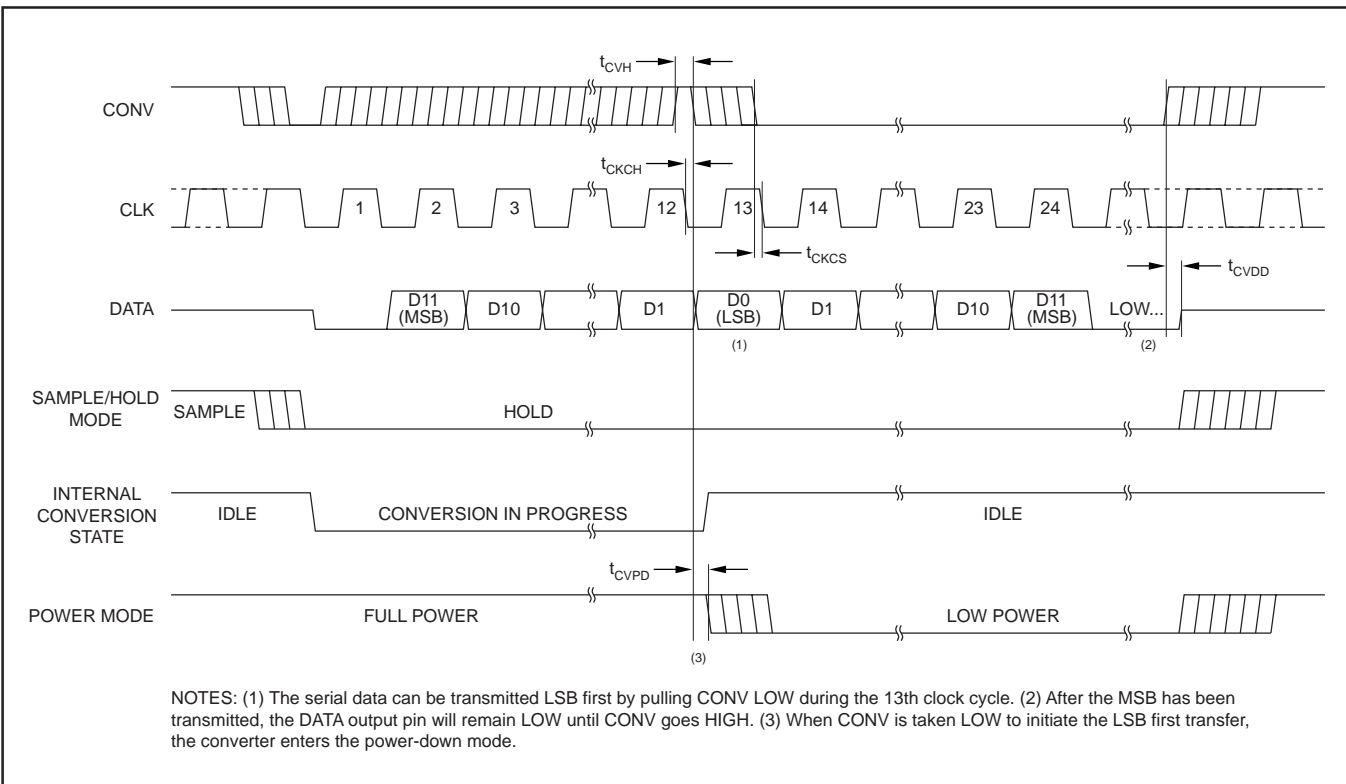 tCVH
CONV
tCKCH
CLK
1 2 3 12 13 14 23 24
tCKCS
tCVDD
DATA
D11 (MSB)
D10
D1
D0 (LSB)
D1
D10
D11 (MSB)
LOW...
(1)
(2)
SAMPLE/HOLD
MODE
SAMPLE
HOLD
INTERNAL
CONVERSION
STATE
IDLE
CONVERSION IN PROGRESS
IDLE
tCVPD
POWER MODE
FULL POWER
LOW POWER
(3)
NOTES: (1) The serial data can be transmitted LSB first by pulling CONV LOW during the 13th clock cycle. (2) After the MSB has been
transmitted, the DATA output pin will remain LOW until CONV goes HIGH. (3) When CONV is taken LOW to initiate the LSB first transfer,
the converter enters the power-down mode.